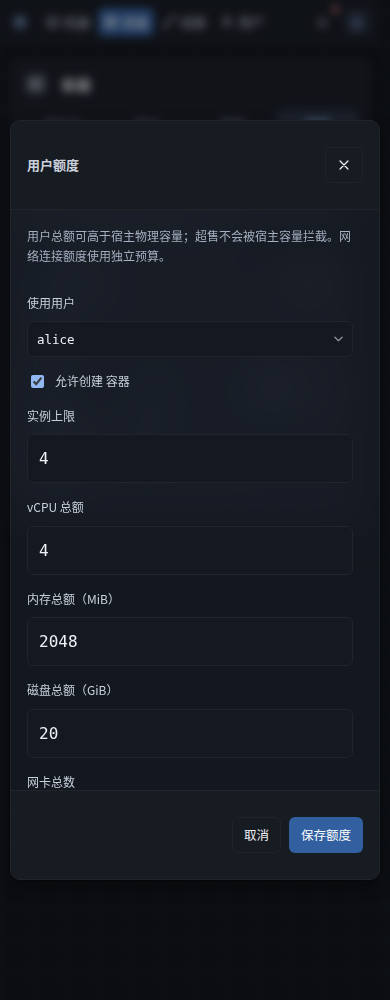 用户额度
用户总额可高于宿主物理容量；超售不会被宿主容量拦截。网
络连接额度使用独立预算。
使用用户
alice
允许创建 容器
实例上限
4
vCPU 总额
4
内存总额（MiB）
2048
磁盘总额（GiB）
20
网卡总数
取消
保存额度